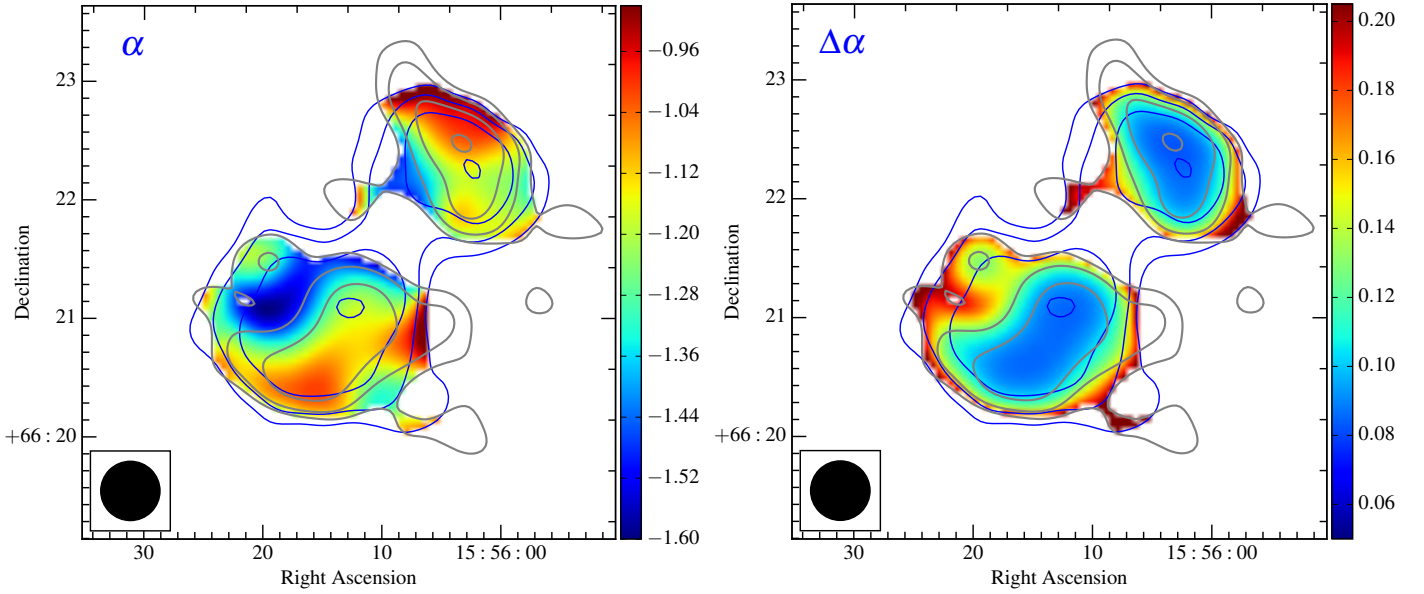 α
23
22
21
+66 : 20
Declination
30 20 10 15 : 56 : 00
Right Ascension
−0.96
−1.04
−1.12
−1.20
−1.28
−1.36
−1.44
−1.52
−1.60
Δα
23
22
21
+66 : 20
Declination
30 20 10 15 : 56 : 00
Right Ascension
0.20
0.18
0.16
0.14
0.12
0.10
0.08
0.06